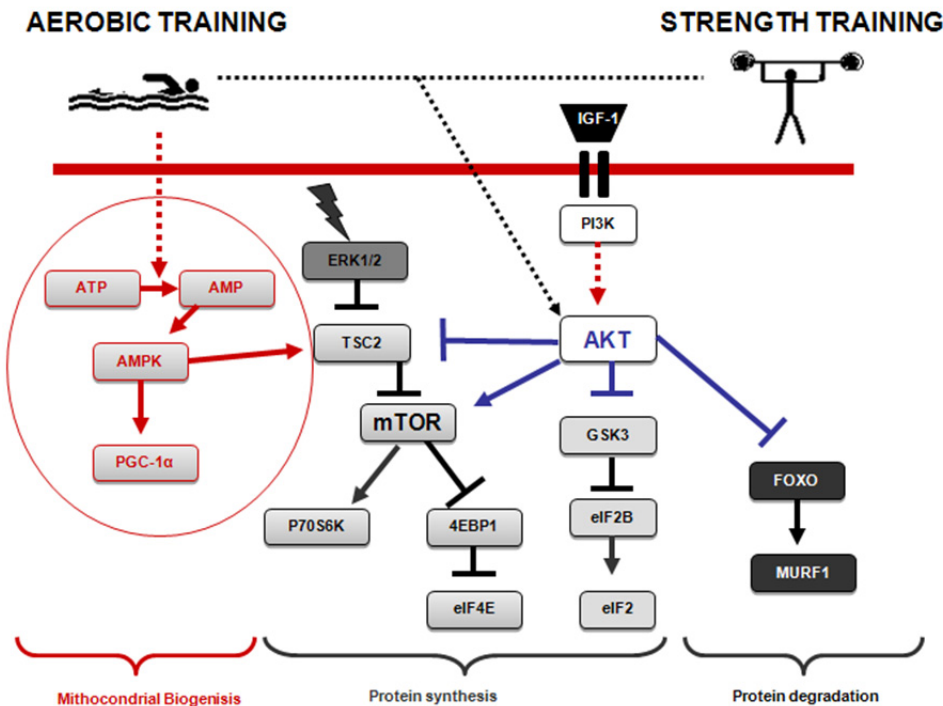 AEROBIC TRAINING
STRENGTH TRAINING
IGF-1
PI3K
ERK1/2
ATP
AMP
TSC2
AKT
AMPK
mTOR
GSK3
PGC-1α
FOXO
P70S6K
4EBP1
eIF2B
MURF1
eIF4E
eIF2
Mithocondrial Biogenisis
Protein synthesis
Protein degradation